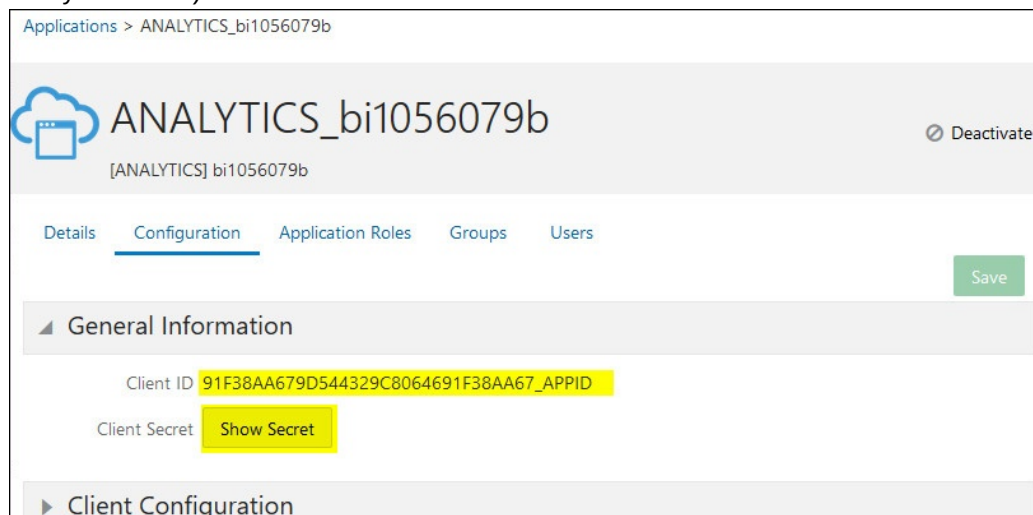 Applications > ANALYTICS_bi1056079b
ANALYTICS_bi1056079b
Deactivate
[ANALYTICS] bi1056079b
Details Configuration Application Roles Groups Users
Save
General Information
Client ID 91F38AA679D544329C8064691F38AA67_APPID
Client Secret Show Secret
Client Configuration